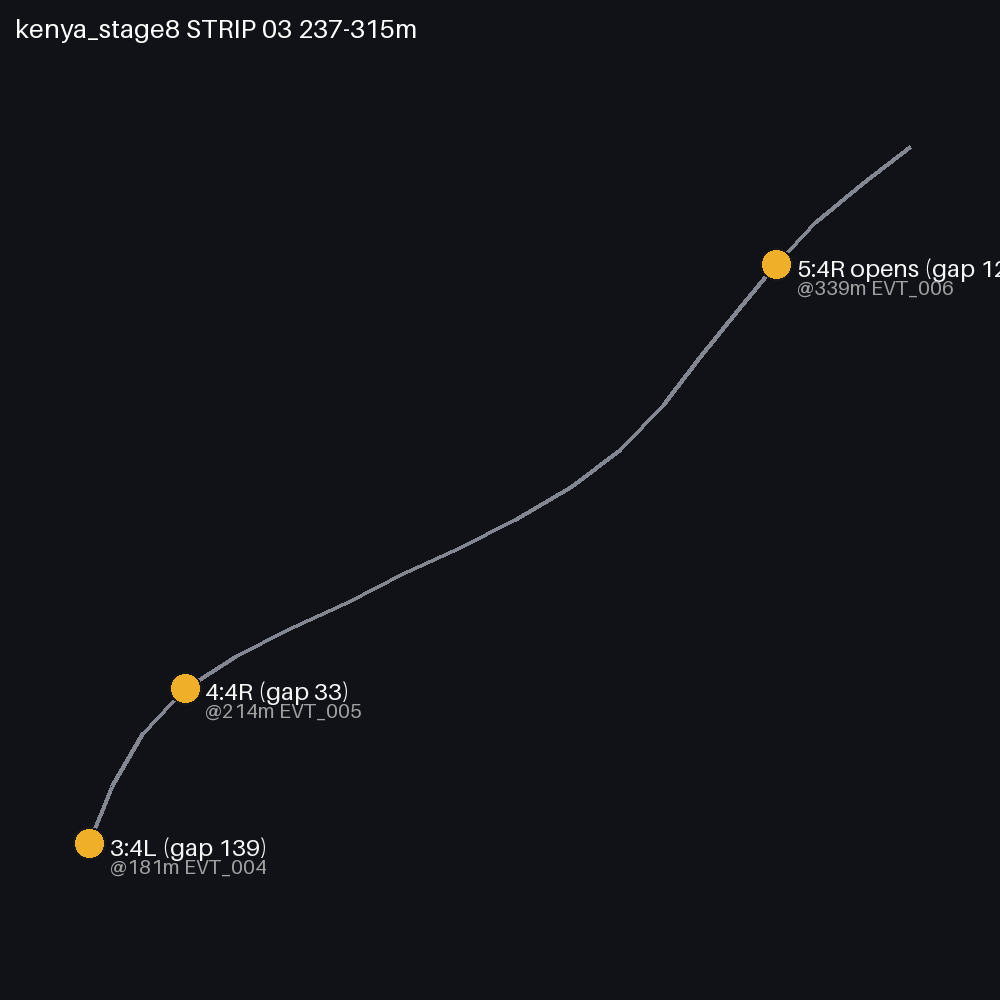 kenya_stage8 STRIP 03 237-315m
5:4R opens (gap 12
@339m EVT_006
4:4R (gap 33)
@214m EVT_005
3:4L (gap 139)
@181m EVT_004